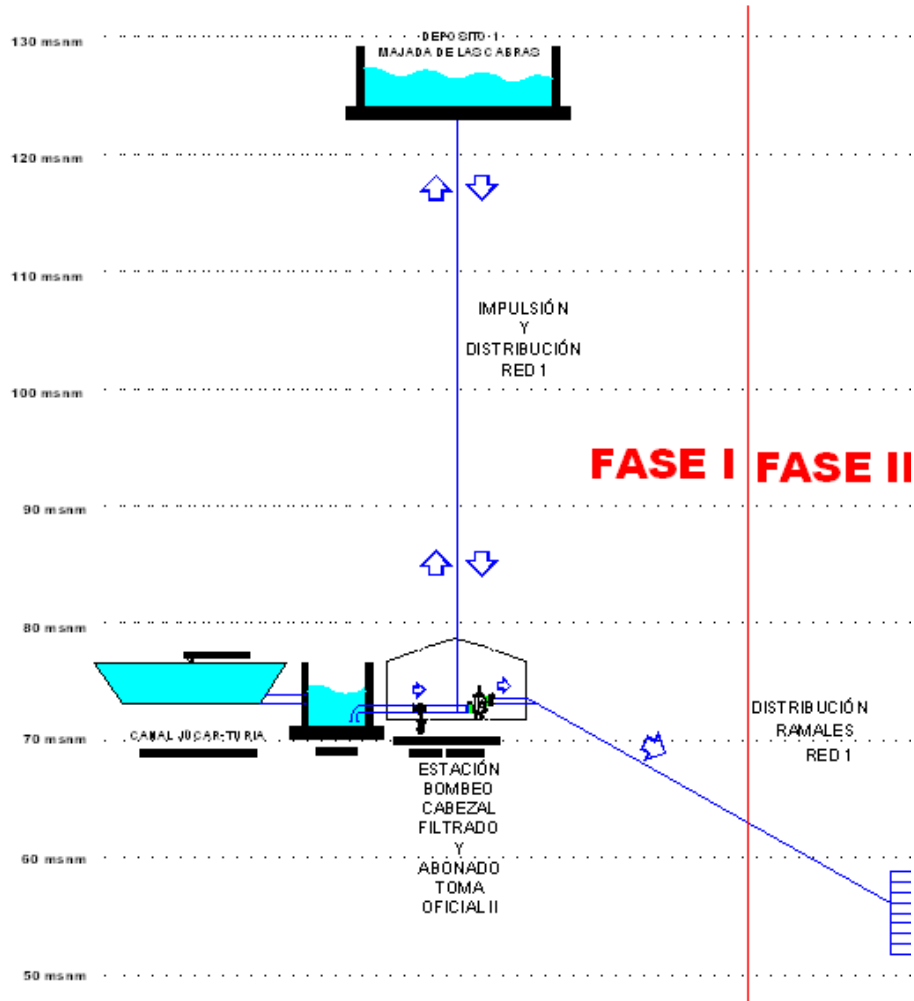 130 msnm
-DEPOSITO-1-
MAJADA DE LAS CABRAS
120 msnm
110 msnm
IMPULSIÓN
Y
DISTRIBUCIÓN
RED 1
100 msnm
FASE I
FASE II
90 msnm
80 msnm
CANAL JÚCAR-TURIA
70 msnm
DISTRIBUCIÓN
RAMALES
RED 1
ESTACIÓN
BOMBEO
CABEZAL
FILTRADO
Y
ABONADO
TOMA
OFICIAL II
60 msnm
50 msnm